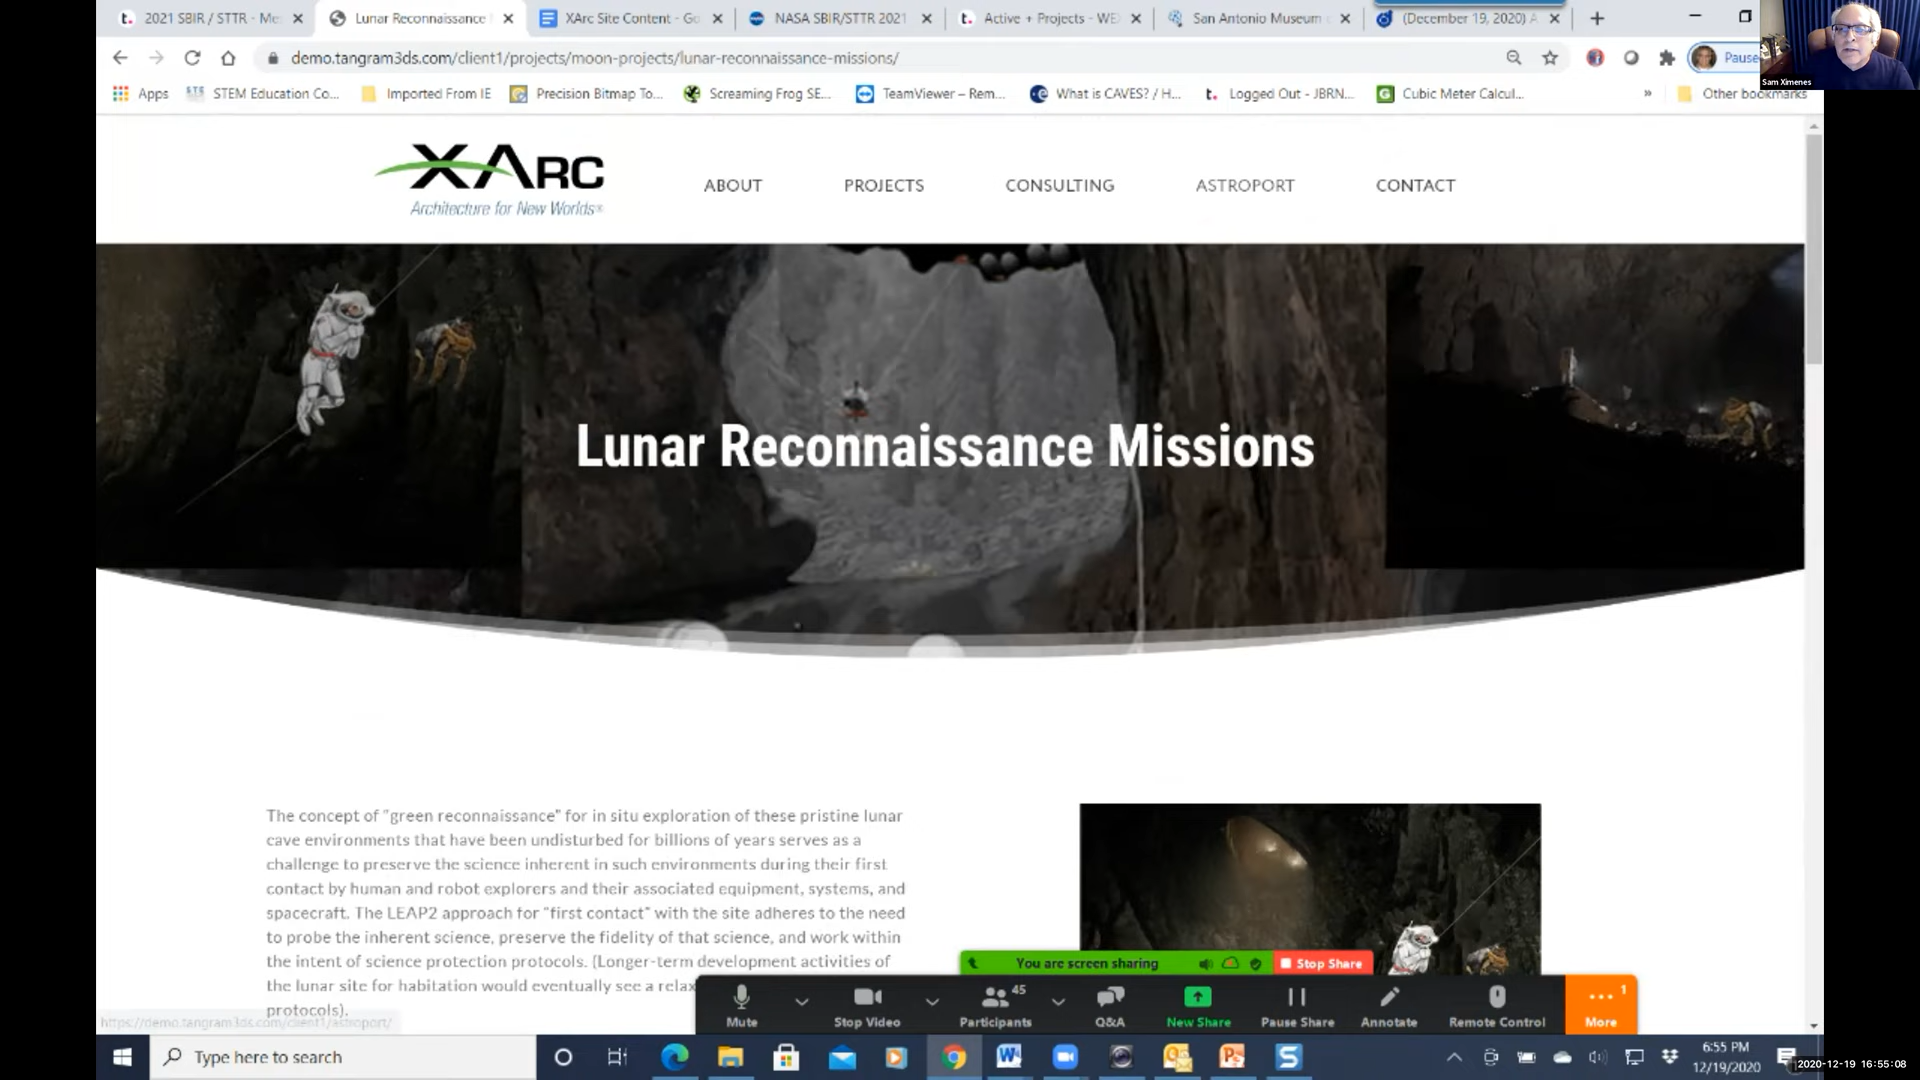 2021 SBIR / STTR - Me
Lunar Reconnaissance
XArc Site Content - Go
NASA SBIR/STTR 2021
Active + Projects - WE
San Antonio Museum
(December 19, 2020) A
demo.tangram3ds.com/client1/projects/moon-projects/lunar-reconnaissance-missions/
Pause
Sam Ximenes
Apps
STEM Education Co...
Imported From IE
Precision Bitmap To...
Screaming Frog SE...
TeamViewer – Rem...
What is CAVES? / H...
Logged Out - JBRN...
Cubic Meter Calcul...
»
Other bookmarks
XARC
Architecture for New Worlds®
ABOUT
PROJECTS
CONSULTING
ASTROPORT
CONTACT
Lunar Reconnaissance Missions
The concept of "green reconnaissance" for in situ exploration of these pristine lunar
cave environments that have been undisturbed for billions of years serves as a
challenge to preserve the science inherent in such environments during their first
contact by human and robot explorers and their associated equipment, systems, and
spacecraft. The LEAP2 approach for "first contact" with the site adheres to the need
to probe the inherent science, preserve the fidelity of that science, and work within
the intent of science protection protocols. (Longer-term development activities of
the lunar site for habitation would eventually see a relax
protocols).
https://demo.tangram3ds.com/client1/astroport/
You are screen sharing
Stop Share
Mute
Stop Video
45
Participants
Q&A
New Share
Pause Share
Annotate
Remote Control
1
More
Type here to search
6:55 PM
12/19/2020
2020-12-19 16:55:08